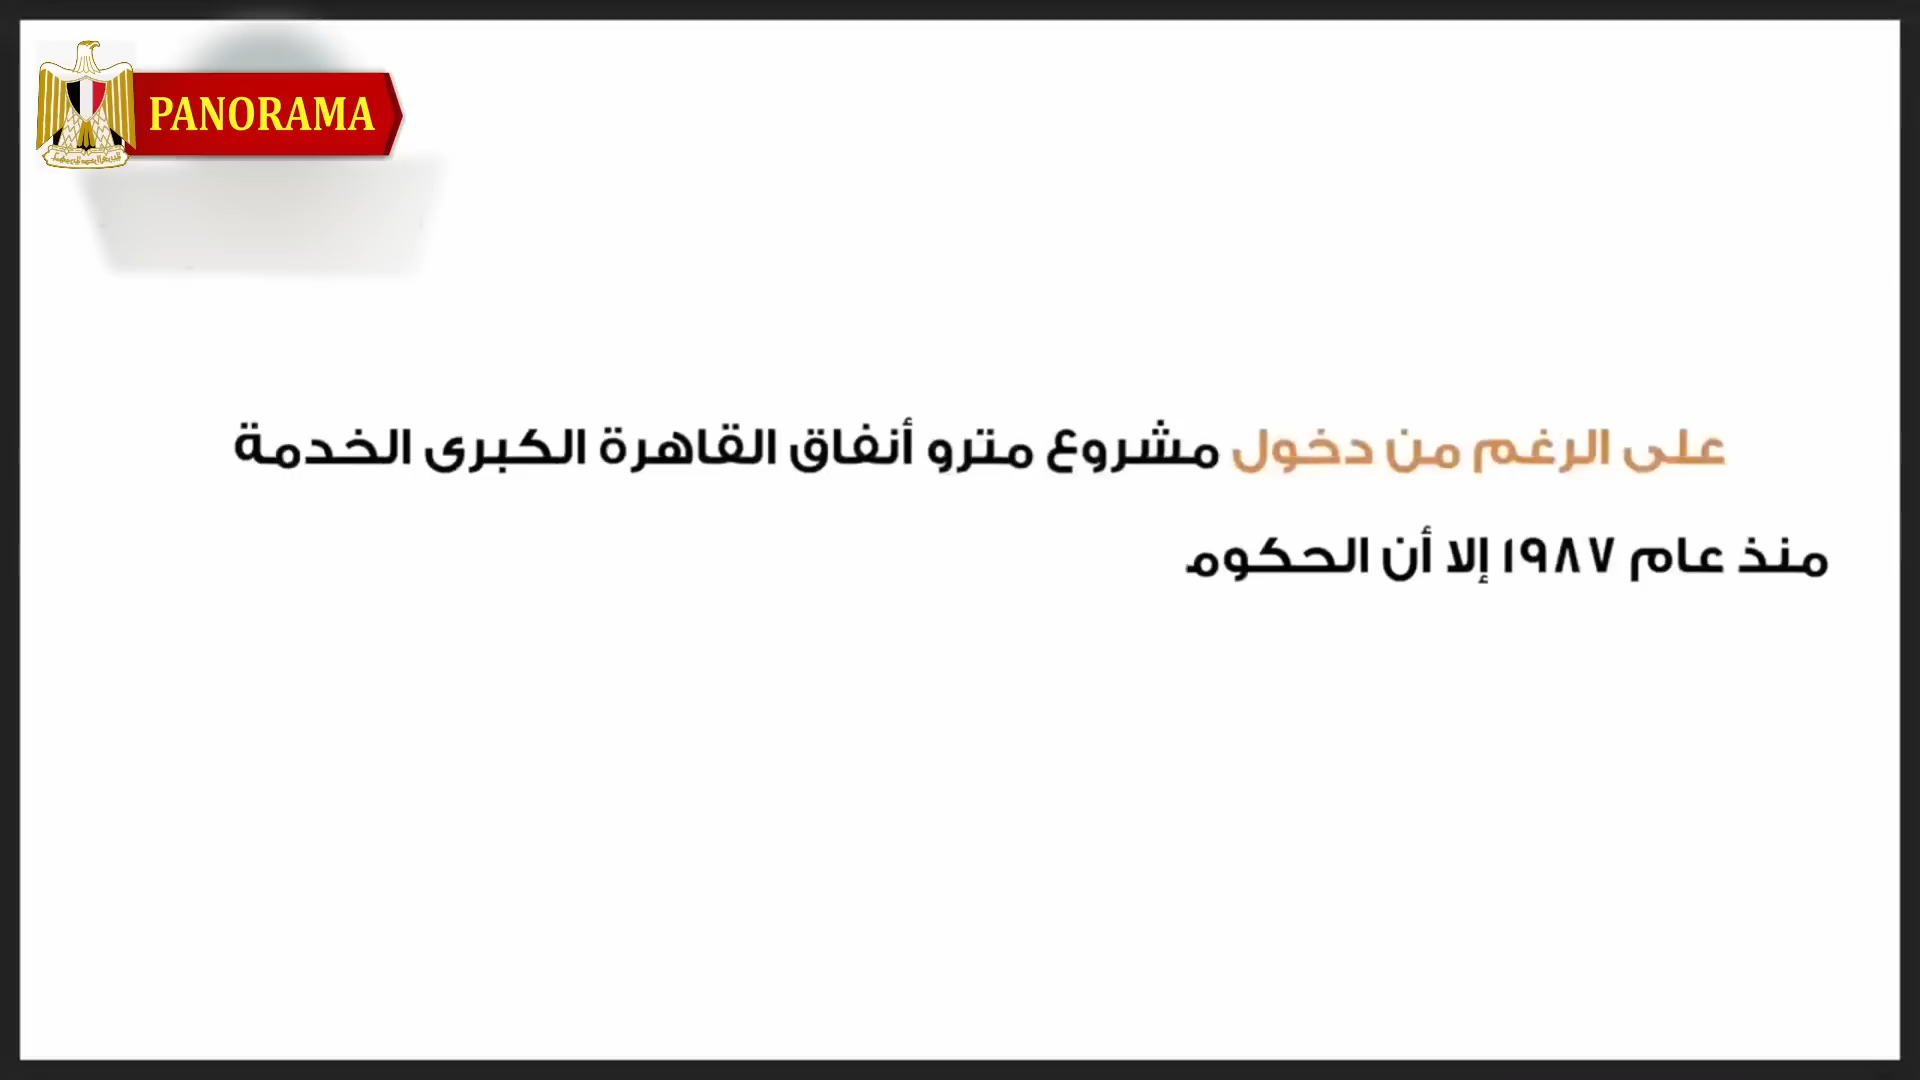 PANORAMA
على الرغم من دخول مشروع مترو أنفاق القاهرة الكبرى الخدمة
منذ عام ١٩٨٧ إلا أن الحكوم